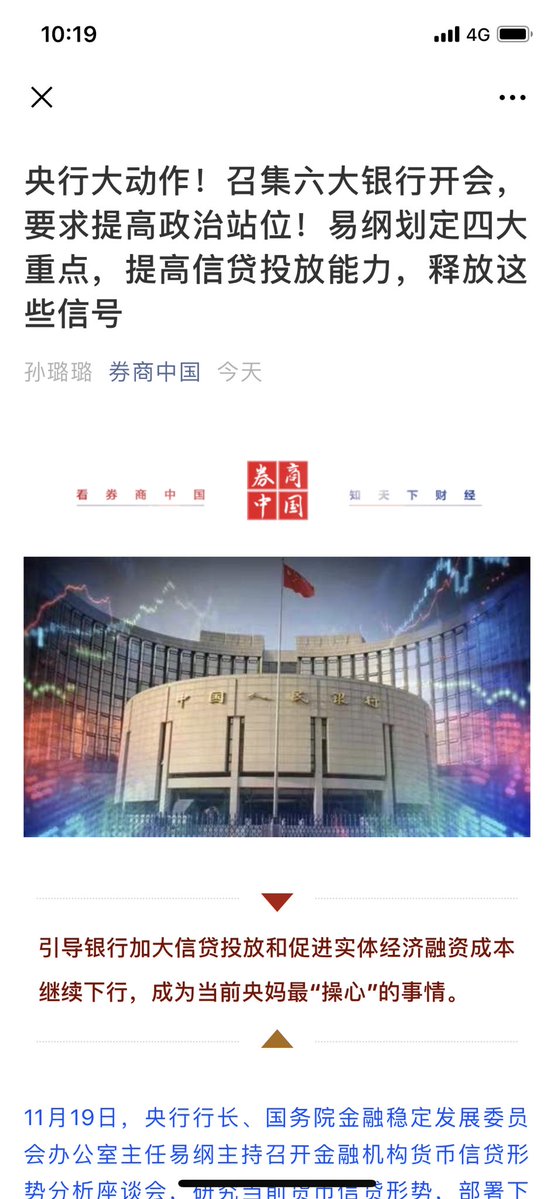 10:19
4G
央行大动作！召集六大银行开会，
要求提高政治站位！易纲划定四大
重点，提高信贷投放能力，释放这
些信号
孙璐璐 券商中国 今天
看券商中国
券商
中国
知天下财经
中国人民银行
引导银行加大信贷投放和促进实体经济融资成本
继续下行，成为当前央妈最“操心”的事情。
11月19日，央行行长、国务院金融稳定发展委员
会办公室主任易纲主持召开金融机构货币信贷形
势分析座谈会，研究当前货币信贷形势，部署下